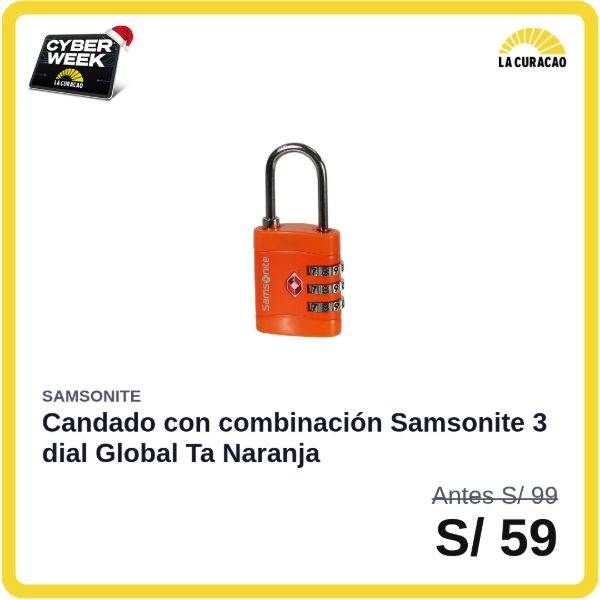 CYBER
WEEK
LA CURACAO
LA CURACAO
Samsonite
SAMSONITE
Candado con combinación Samsonite 3
dial Global Ta Naranja
Antes S/ 99
S/ 59